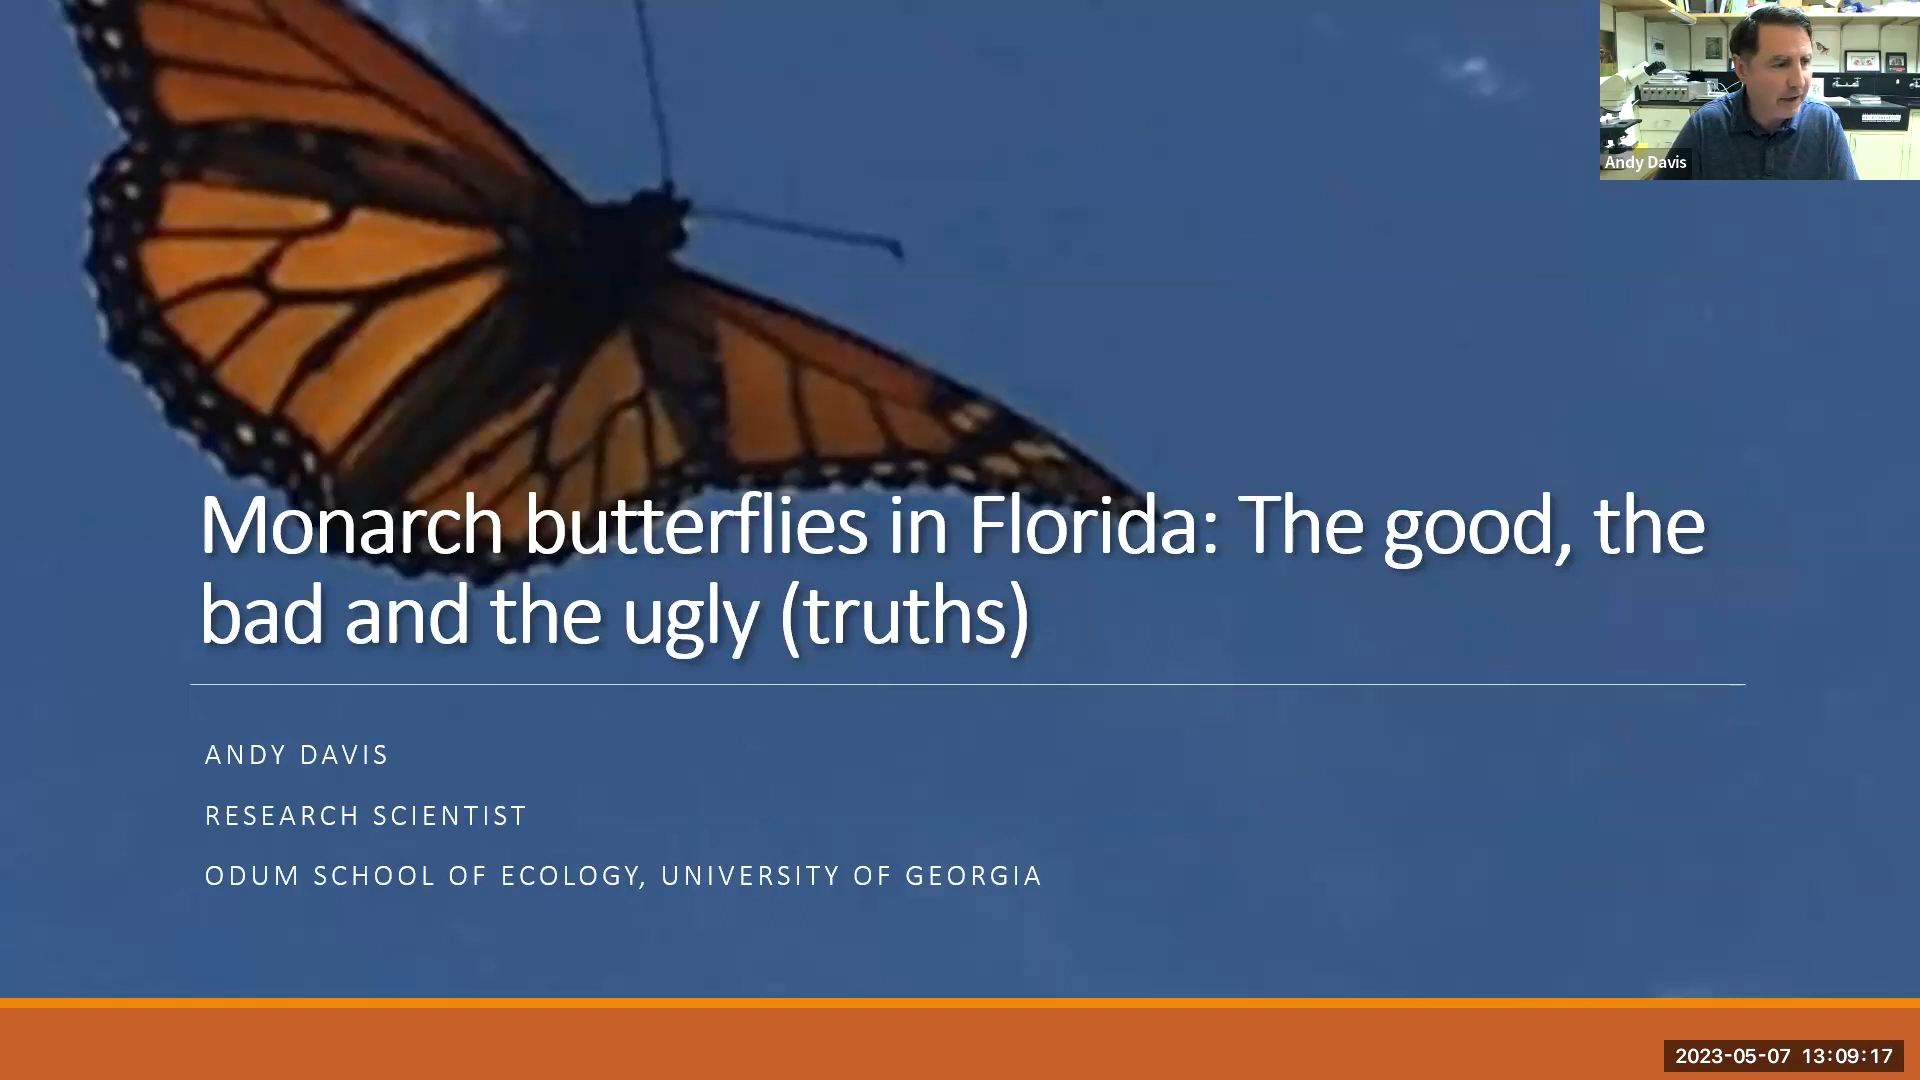 Andy Davis
Monarch butterflies in Florida: The good, the
bad and the ugly (truths)
ANDY DAVIS
RESEARCH SCIENTIST
ODUM SCHOOL OF ECOLOGY, UNIVERSITY OF GEORGIA
2023-05-07 13:09:17